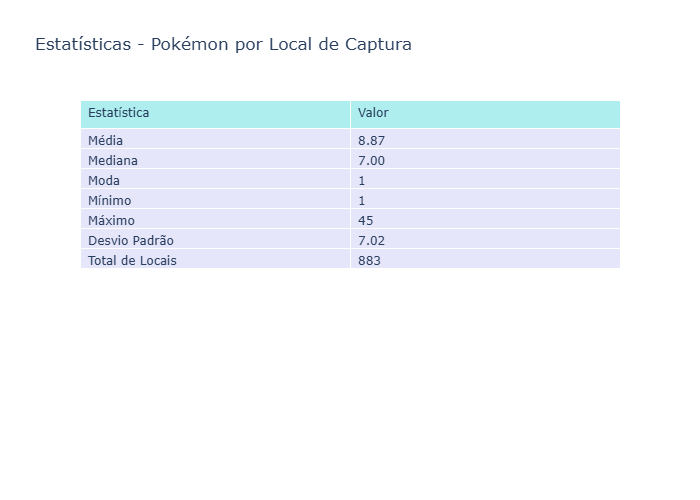 Estatísticas - Pokémon por Local de Captura
Estatística Valor
Média 8.87
Mediana 7.00
Moda 1
Mínimo 1
Máximo 45
Desvio Padrão 7.02
Total de Locais 883